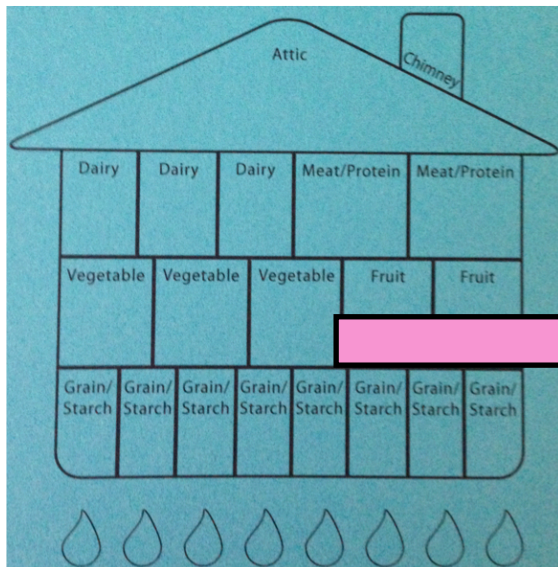 Attic
Chimney
Dairy Dairy Dairy Meat/Protein Meat/Protein
Vegetable Vegetable Vegetable Fruit Fruit
Grain/ Grain/ Grain/ Grain/ Grain/ Grain/ Grain/ Grain/
Starch Starch Starch Starch Starch Starch Starch Starch